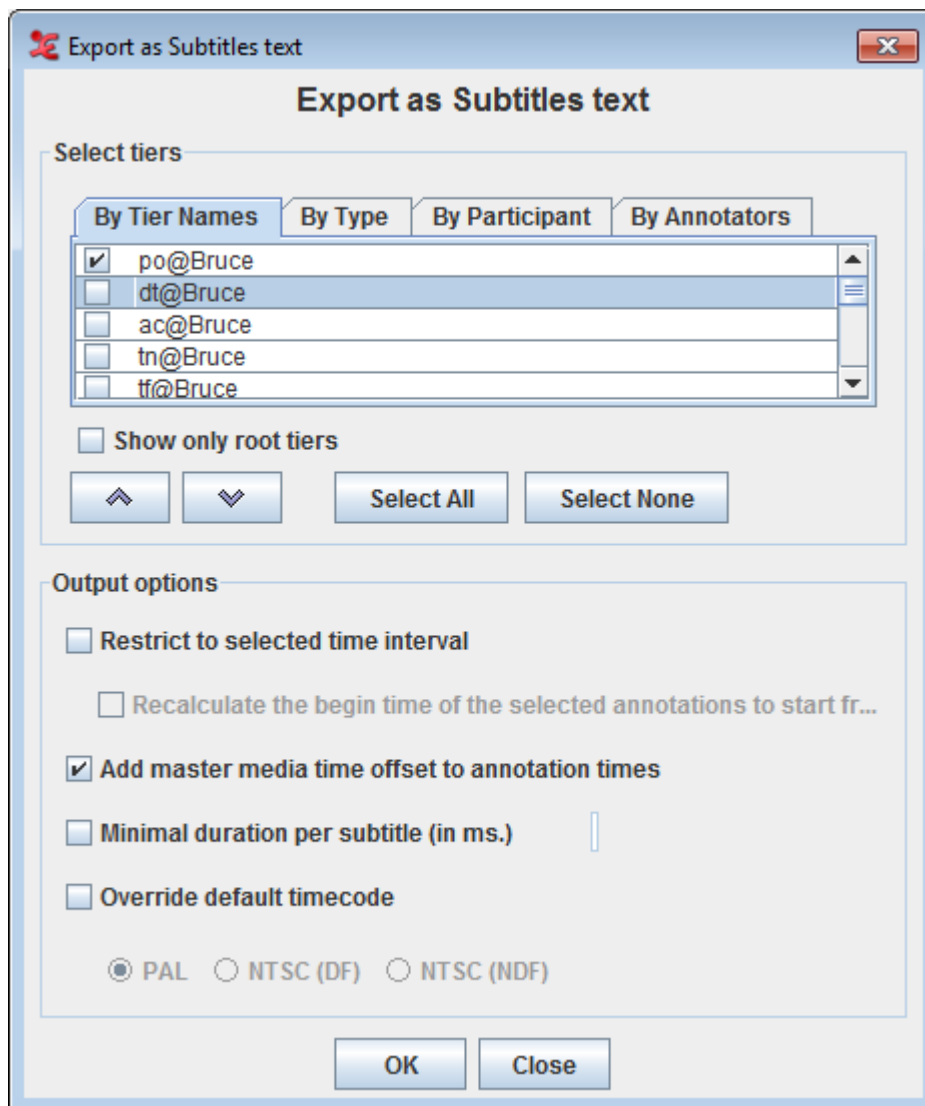 Export as Subtitles text
Export as Subtitles text
Select tiers
By Tier Names By Type By Participant By Annotators
po@Bruce
dt@Bruce
ac@Bruce
tn@Bruce
tf@Bruce
Show only root tiers
Select All Select None
Output options
Restrict to selected time interval
Recalculate the begin time of the selected annotations to start fr...
Add master media time offset to annotation times
Minimal duration per subtitle (in ms.)
Override default timecode
PAL NTSC (DF) NTSC (NDF)
OK Close